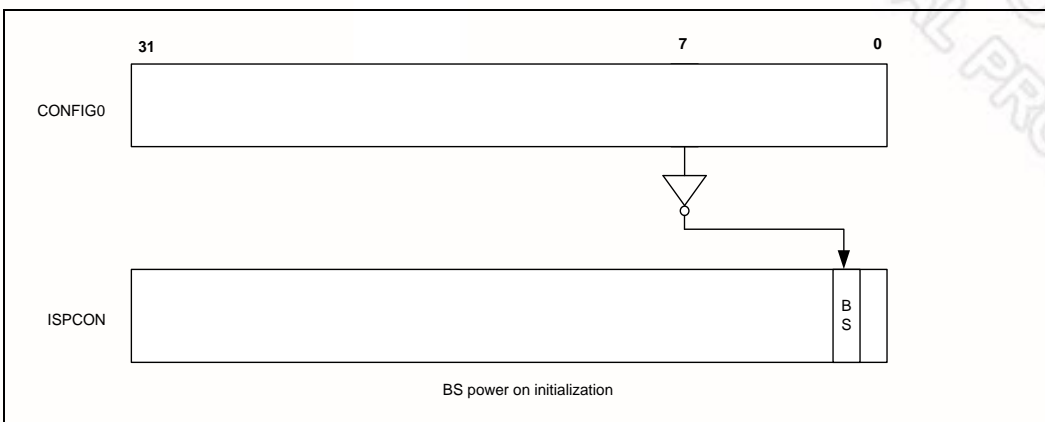 31 7 0
CONFIG0
ISPCON
B
S
BS power on initialization